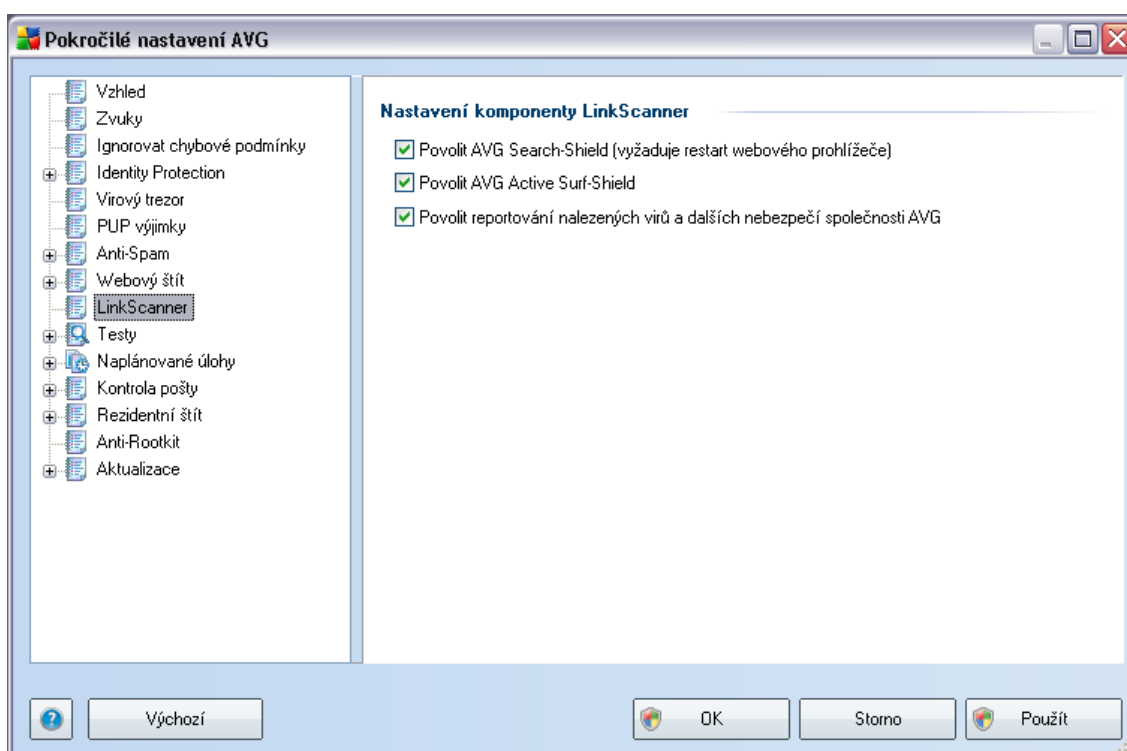 Pokročilé nastavení AVG
Vzhled
Zvuky
Ignorovat chybové podmínky
Identity Protection
Virový trezor
PUP výjimky
Anti-Spam
Webový štít
LinkScanner
Testy
Naplánované úlohy
Kontrola pošty
Rezidentní štít
Anti-Rootkit
Aktualizace
Nastavení komponenty LinkScanner
Povolit AVG Search-Shield (vyžaduje restart webového prohlížeče)
Povolit AVG Active Surf-Shield
Povolit reportování nalezených virů a dalších nebezpečí společnosti AVG
?
Výchozí
OK
Storno
Použít